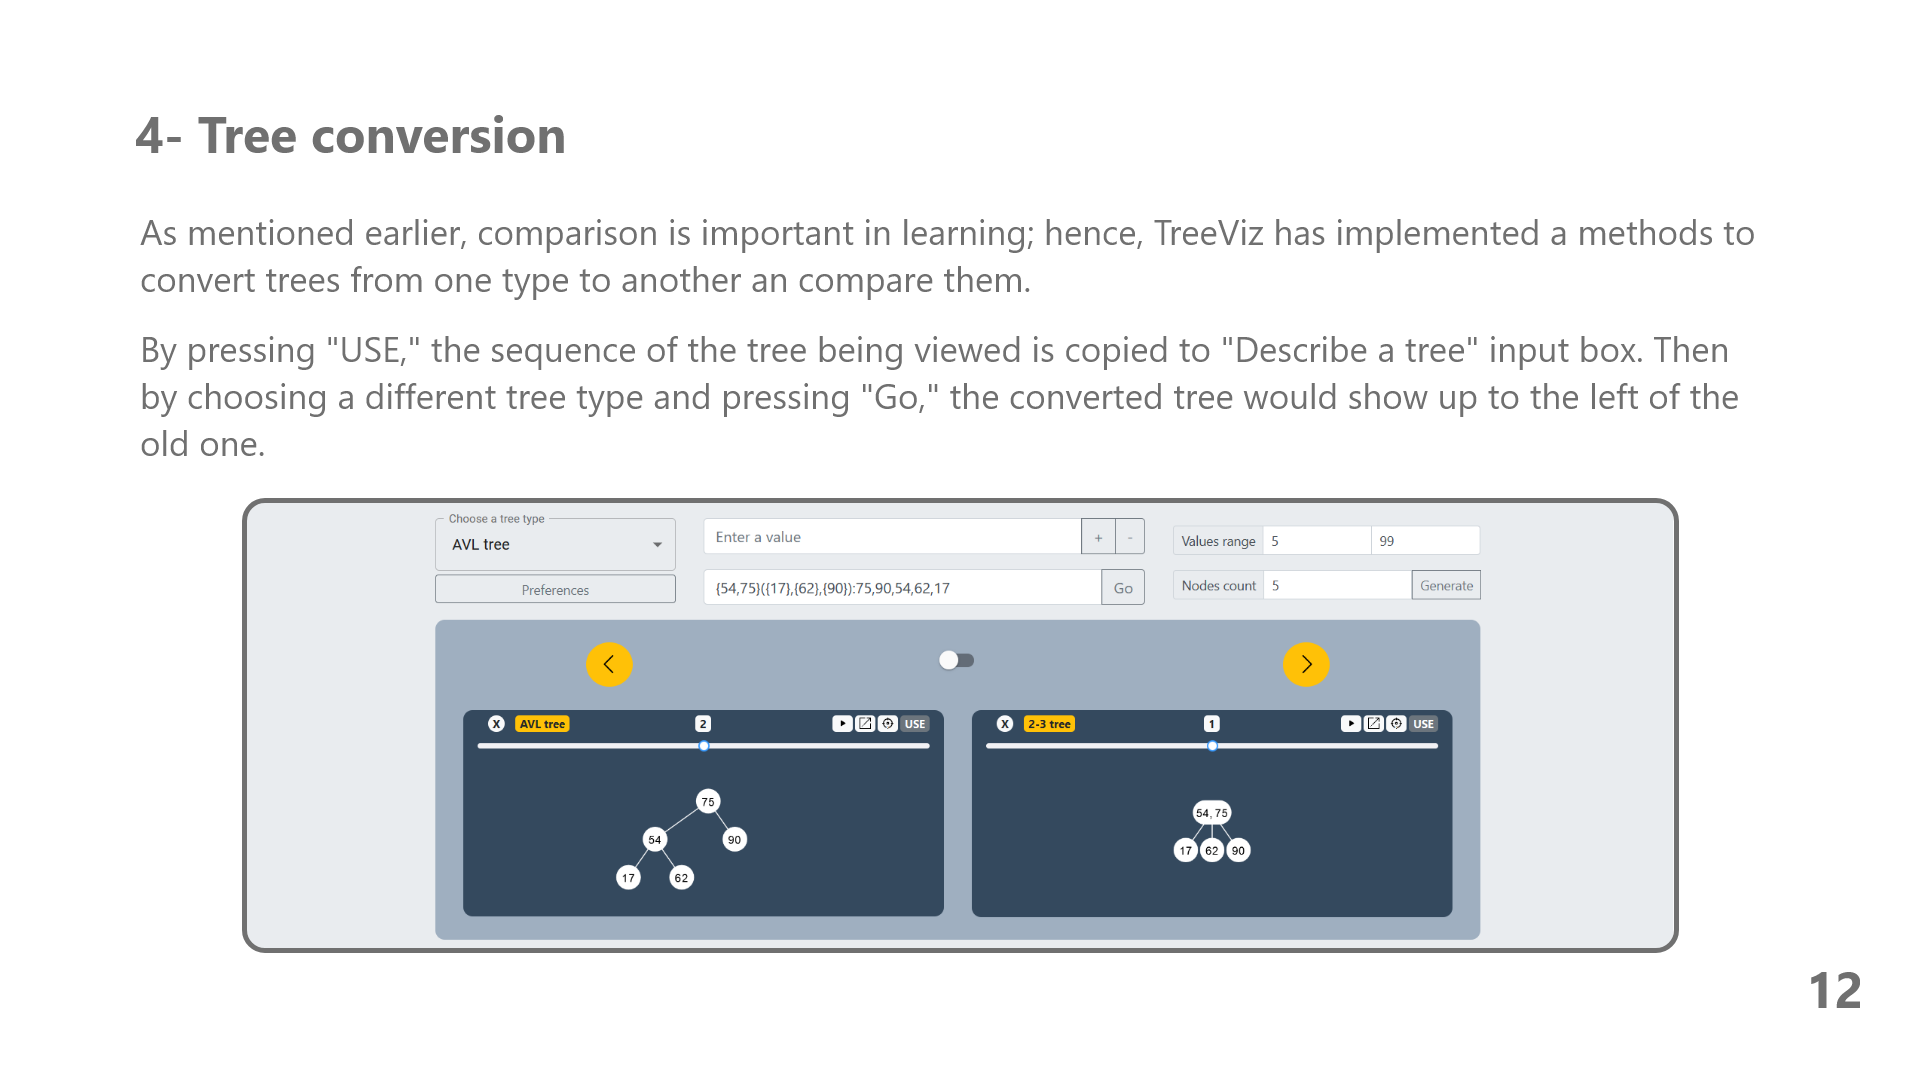 4- Tree conversion
As mentioned earlier, comparison is important in learning; hence, TreeViz has implemented a methods to
convert trees from one type to another an compare them.
By pressing "USE," the sequence of the tree being viewed is copied to "Describe a tree" input box. Then
by choosing a different tree type and pressing "Go," the converted tree would show up to the left of the
old one.
Choose a tree type
AVL tree
Preferences
Enter a value
+
-
{54,75}({17},{62},{90}):75,90,54,62,17
Go
Values range 5 99
Nodes count 5 Generate
X AVL tree 2 USE
75
54 90
17 62
X 2-3 tree 1 USE
54, 75
17 62 90
12